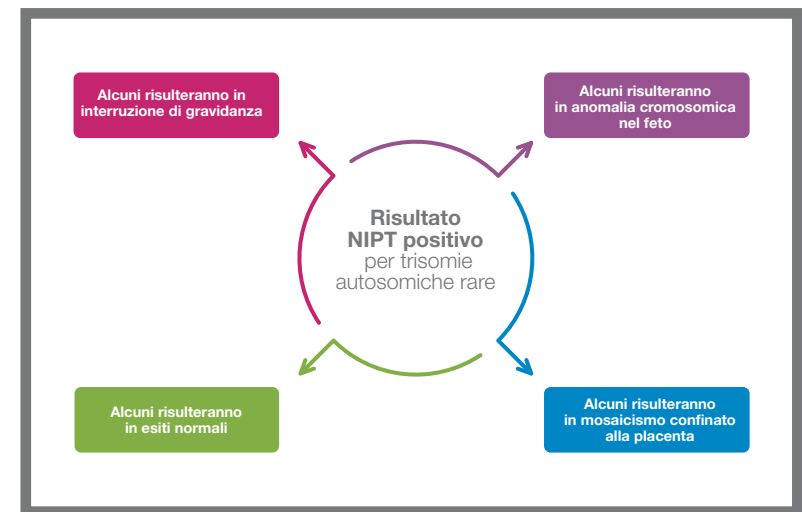 Alcuni risulteranno in
interruzione di gravidanza
Alcuni risulteranno
in anomalia cromosomica
nel feto
Risultato
NIPT positivo
per trisomie
autosomiche rare
Alcuni risulteranno
in esiti normali
Alcuni risulteranno
in mosaicismo confinato
alla placenta